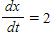 dx/dt = 2